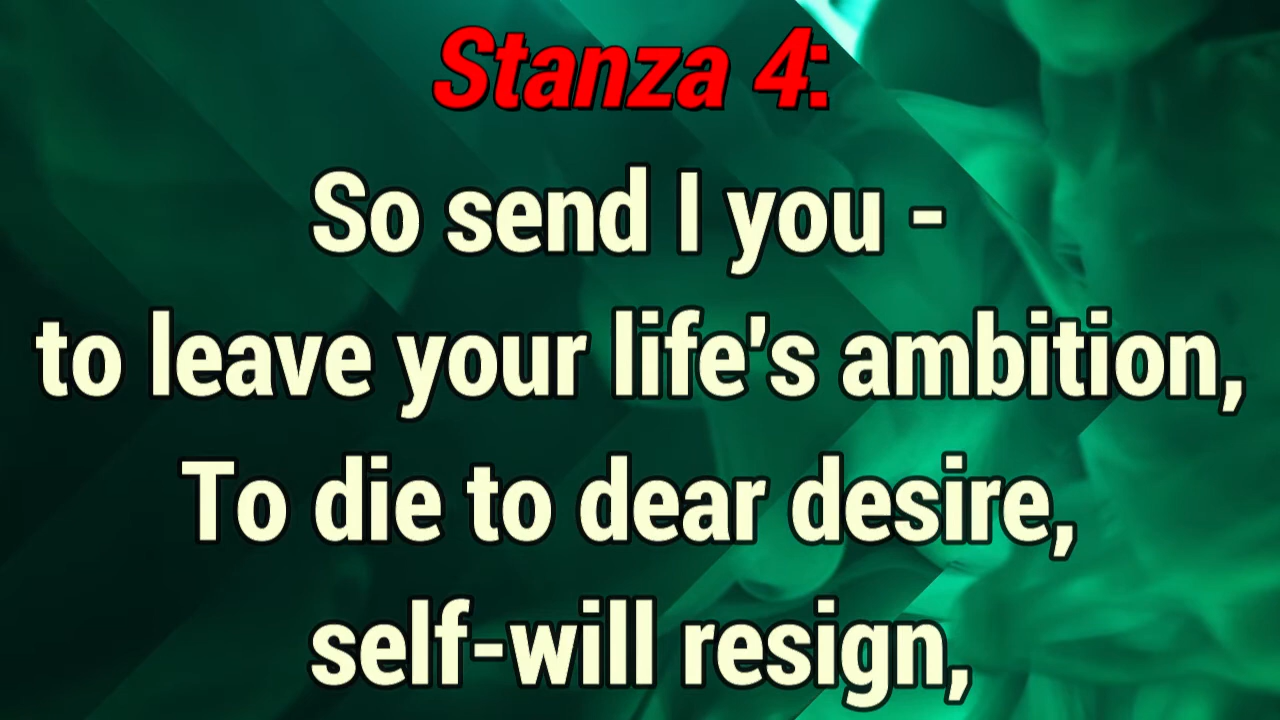 Stanza 4:
So send I you -
to leave your life's ambition,
To die to dear desire,
self-will resign,